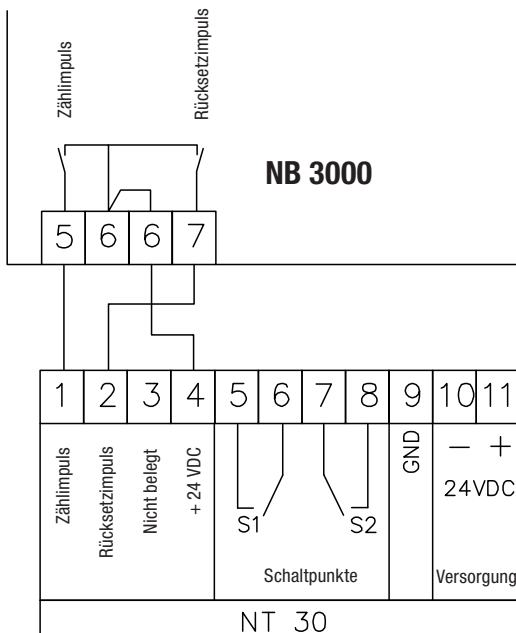 Zählimpuls
Rücksetzimpuls
NB 3000
5 6 6 7
1 2 3 4 5 6 7 8 9 10 11
Zählimpuls
Rücksetzimpuls
Nicht belegt
+ 24 VDC
S1
S2
Schaltpunkte
GND
− +
24VDC
Versorgung
NT 30